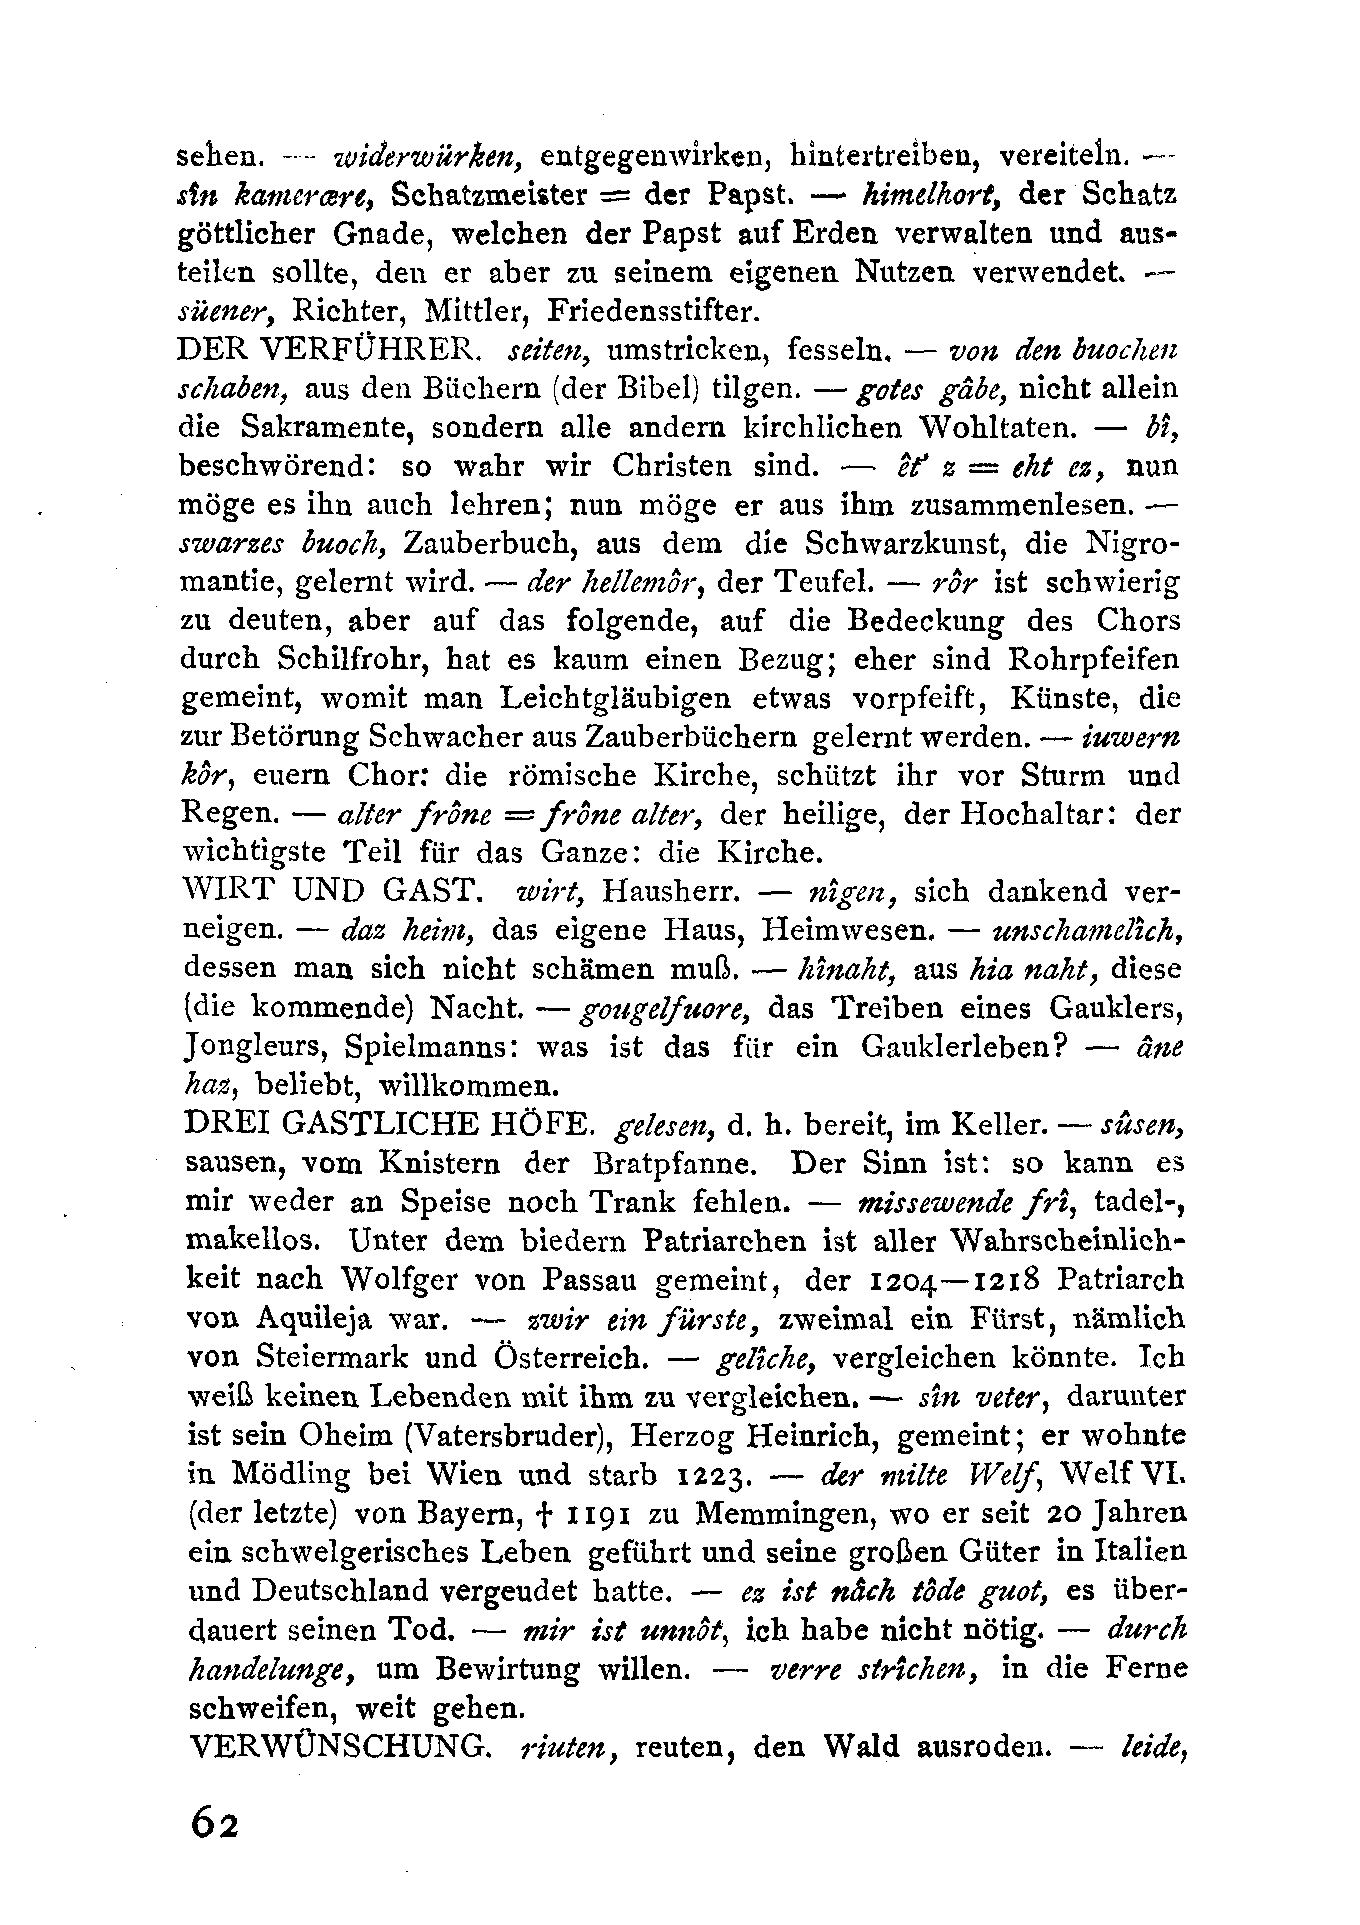 sehen. — widerwürken, entgegenwirken, hintertreiben, vereiteln. —
sîn kamerære, Schatzmeister = der Papst. — himelhort, der Schatz
göttlicher Gnade, welchen der Papst auf Erden verwalten und aus-
teilen sollte, den er aber zu seinem eigenen Nutzen verwendet. —
süener, Richter, Mittler, Friedensstifter.
DER VERFÜHRER. seiten, umstricken, fesseln. — von den buochen
schaben, aus den Büchern (der Bibel) tilgen. — gotes gâbe, nicht allein
die Sakramente, sondern alle andern kirchlichen Wohltaten. — bî,
beschwörend: so wahr wir Christen sind. — êt' z = eht ez, nun
möge es ihn auch lehren; nun möge er aus ihm zusammenlesen. —
swarzes buoch, Zauberbuch, aus dem die Schwarzkunst, die Nigro-
mantie, gelernt wird. — der hellemôr, der Teufel. — rôr ist schwierig
zu deuten, aber auf das folgende, auf die Bedeckung des Chors
durch Schilfrohr, hat es kaum einen Bezug; eher sind Rohrpfeifen
gemeint, womit man Leichtgläubigen etwas vorpfeift, Künste, die
zur Betörung Schwacher aus Zauberbüchern gelernt werden. — iuwern
kôr, euern Chor: die römische Kirche, schützt ihr vor Sturm und
Regen. — alter frône = frône alter, der heilige, der Hochaltar: der
wichtigste Teil für das Ganze: die Kirche.
WIRT UND GAST. wirt, Hausherr. — nîgen, sich dankend ver-
neigen. — daz heim, das eigene Haus, Heimwesen. — unschamelîch,
dessen man sich nicht schämen muß. — hînaht, aus hia naht, diese
(die kommende) Nacht. — gougelfuore, das Treiben eines Gauklers,
Jongleurs, Spielmanns: was ist das für ein Gauklerleben? — âne
haz, beliebt, willkommen.
DREI GASTLICHE HÖFE. gelesen, d. h. bereit, im Keller. — sûsen,
sausen, vom Knistern der Bratpfanne. Der Sinn ist: so kann es
mir weder an Speise noch Trank fehlen. — missewende frî, tadel-,
makellos. Unter dem biedern Patriarchen ist aller Wahrscheinlich-
keit nach Wolfger von Passau gemeint, der 1204—1218 Patriarch
von Aquileja war. — zwir ein fürste, zweimal ein Fürst, nämlich
von Steiermark und Österreich. — gelîche, vergleichen könnte. Ich
weiß keinen Lebenden mit ihm zu vergleichen. — sîn veter, darunter
ist sein Oheim (Vatersbruder), Herzog Heinrich, gemeint; er wohnte
in Mödling bei Wien und starb 1223. — der milte Welf, Welf VI.
(der letzte) von Bayern, † 1191 zu Memmingen, wo er seit 20 Jahren
ein schwelgerisches Leben geführt und seine großen Güter in Italien
und Deutschland vergeudet hatte. — ez ist nâch tôde guot, es über-
dauert seinen Tod. — mir ist unnôt, ich habe nicht nötig. — durch
handelunge, um Bewirtung willen. — verre strîchen, in die Ferne
schweifen, weit gehen.
VERWÜNSCHUNG. riuten, reuten, den Wald ausroden. — leide,
62